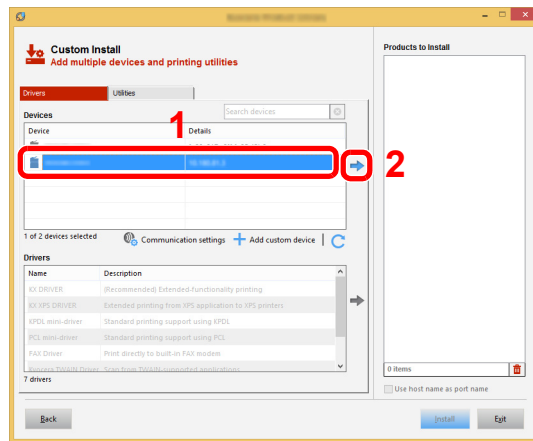 Custom Install
Add multiple devices and printing utilities
Products to Install
Drivers
Utilities
1
Devices
Search devices
Device
Details
2
1 of 2 devices selected
Communication settings
Add custom device
Drivers
Name
Description
KX DRIVER
(Recommended) Extended-functionality printing
KX XPS DRIVER
Extended printing from XPS application to XPS printers
KPDL mini-driver
Standard printing support using KPDL
PCL mini-driver
Standard printing support using PCL
FAX Driver
Print directly to built-in FAX modem
Kyocera TWAIN Driver
Scan from TWAIN-supported applications
7 drivers
0 items
Use host name as port name
Back
Install
Exit